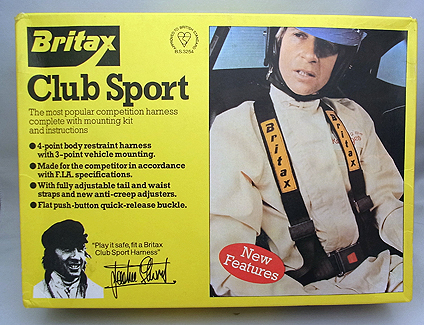 Britax
B.S.3254
Club Sport
The most popular competition harness
complete with mounting kit
and instructions
4-point body restraint harness
with 3-point vehicle mounting.
Made for the competitor in accordance
with F.I.A. specifications.
With fully adjustable tail and waist
straps and new anti-creep adjusters.
Flat push-button quick-release buckle.
"Play it safe, fit a Britax
Club Sport Harness"
Jackie Stewart
Britax
Britax
New
Features